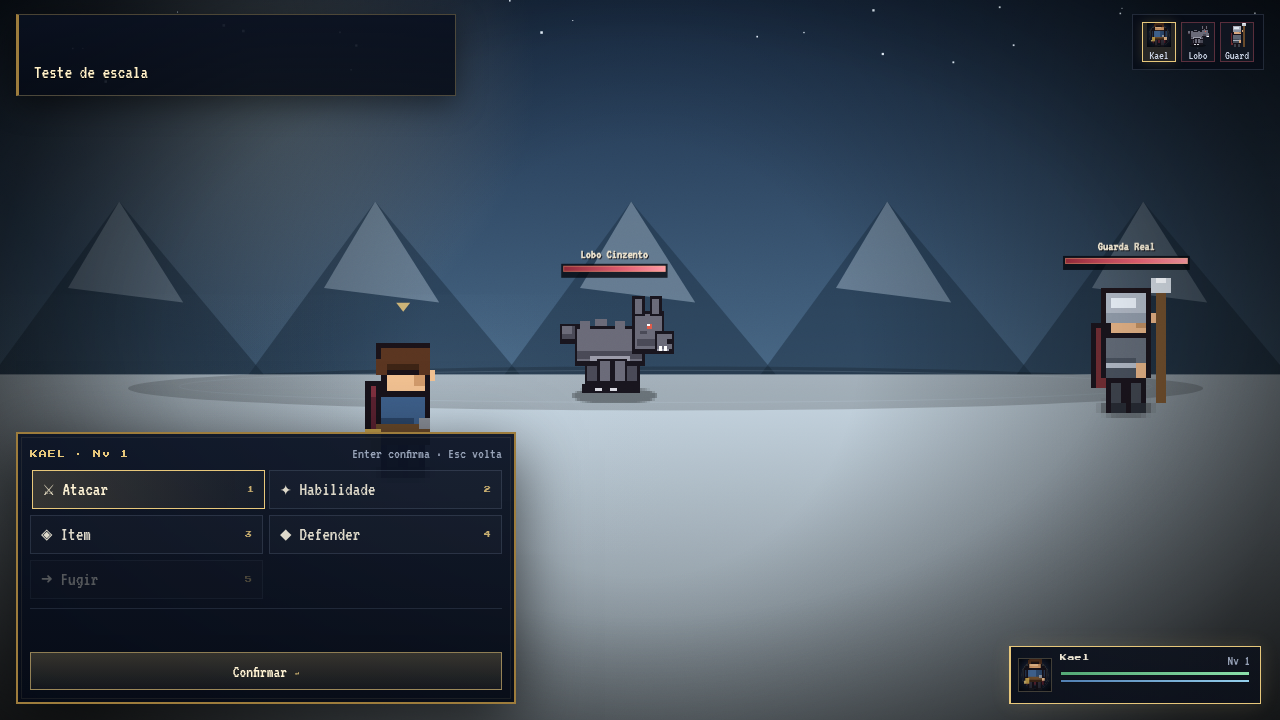 Teste de escala
Kael
Lobo
Guard
Lobo Cinzento
Guarda Real
KAEL · Nv 1
Enter confirma · Esc volta
Atacar 1
Habilidade 2
Item 3
Defender 4
Fugir 5
Confirmar
Kael
Nv 1